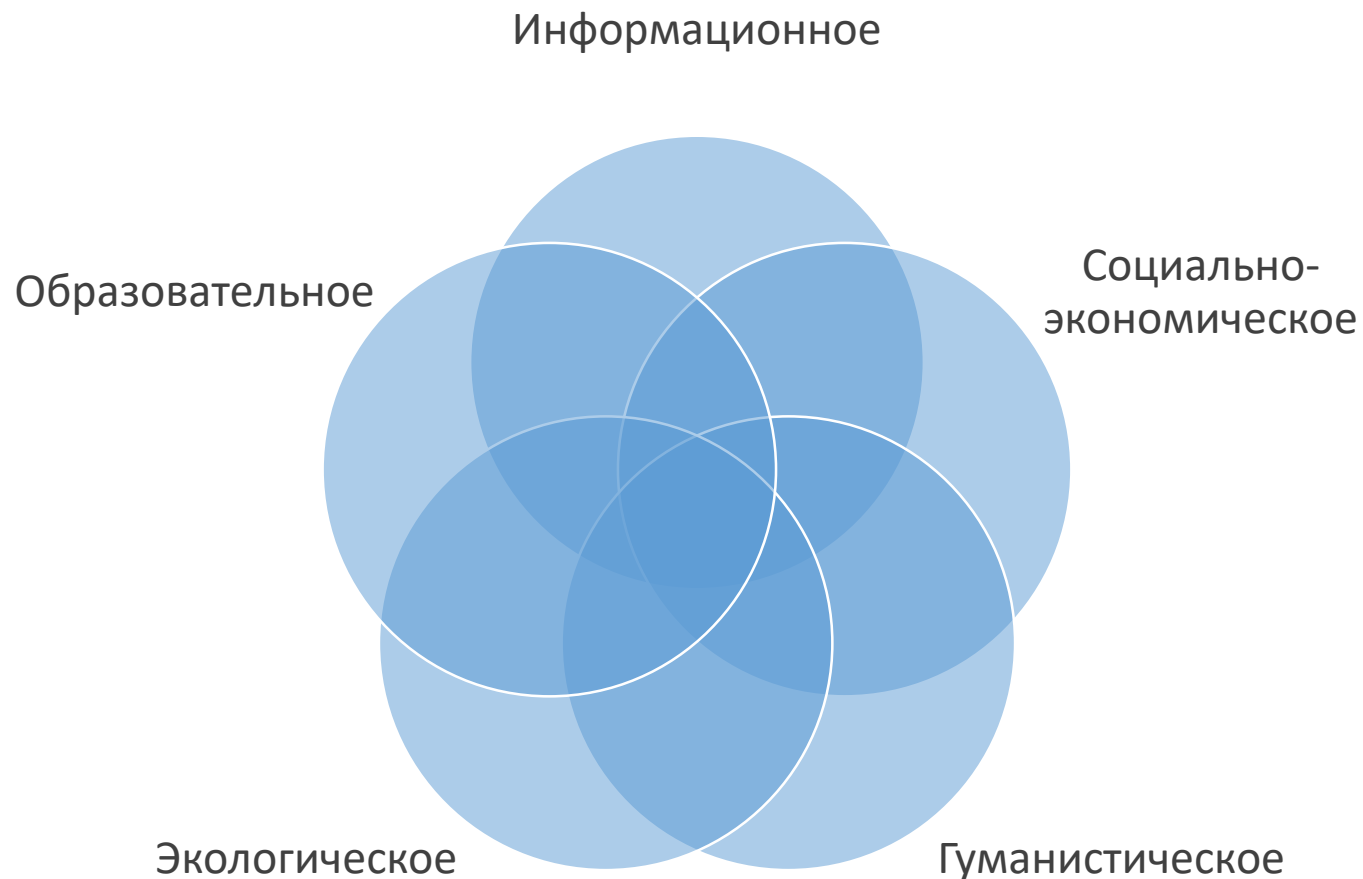 Информационное
Социально-
экономическое
Гуманистическое
Экологическое
Образовательное